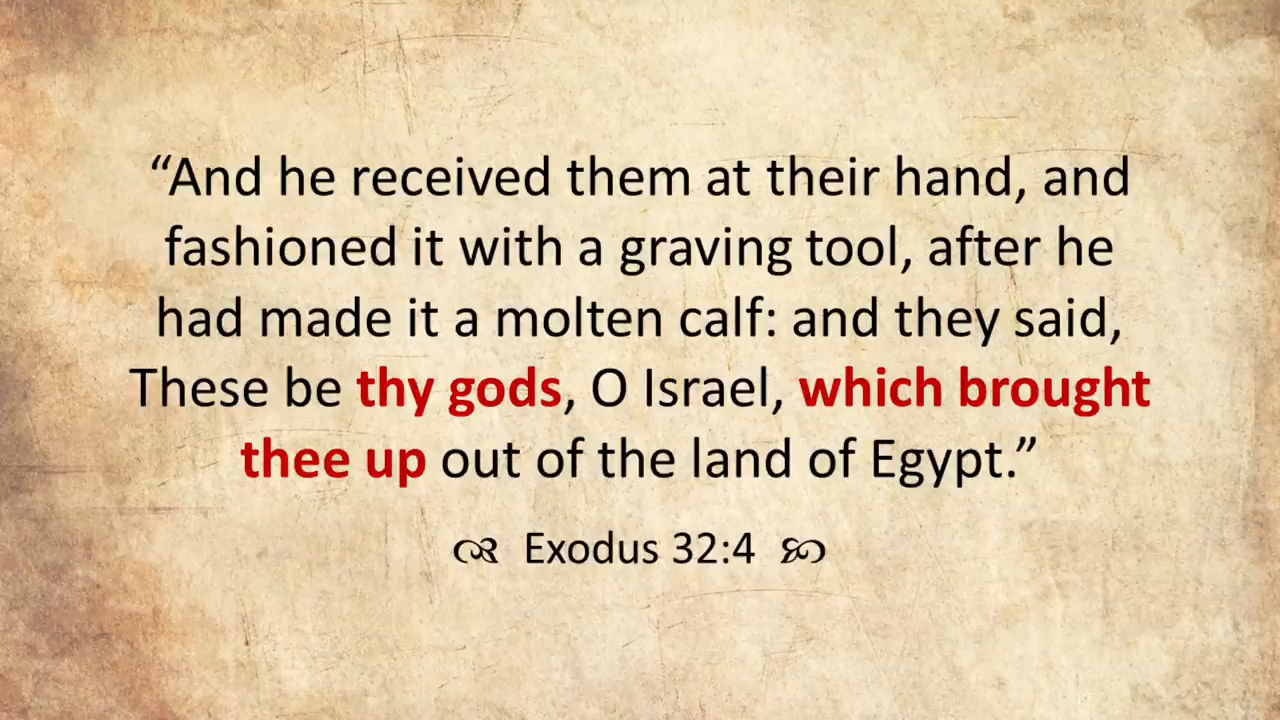 “And he received them at their hand, and
fashioned it with a graving tool, after he
had made it a molten calf: and they said,
These be thy gods, O Israel, which brought
thee up out of the land of Egypt.”
Exodus 32:4